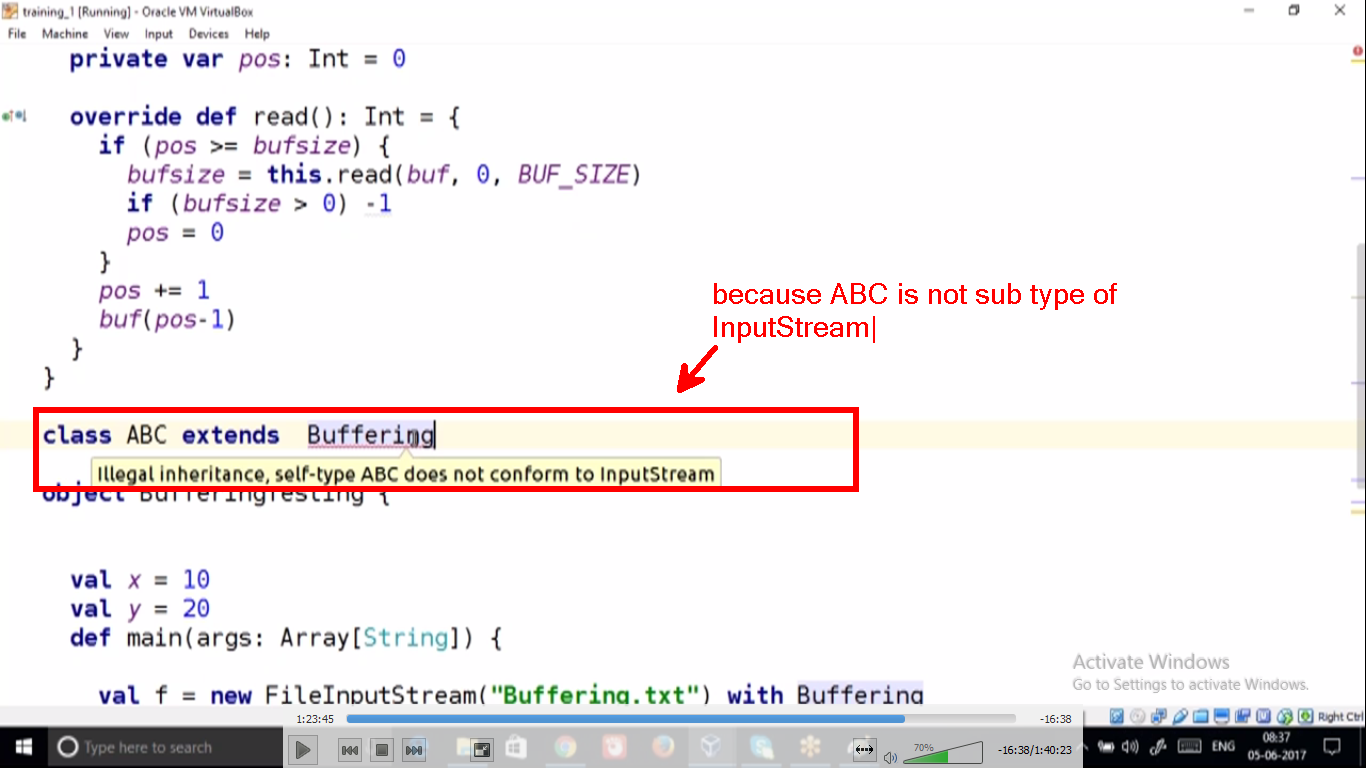 training_1 [Running] - Oracle VM VirtualBox
File Machine View Input Devices Help
private var pos: Int = 0
override def read(): Int = {
if (pos >= bufsize) {
bufsize = this.read(buf, 0, BUF_SIZE)
if (bufsize > 0) -1
pos = 0
}
pos += 1
buf(pos-1)
}
}
because ABC is not sub type of
InputStream|
class ABC extends Buffering
Illegal inheritance, self-type ABC does not conform to InputStream
object BufferingTesting {
val x = 10
val y = 20
def main(args: Array[String]) {
val f = new FileInputStream("Buffering.txt") with Buffering
Activate Windows
Go to Settings to activate Windows.
Right Ctrl
1:23:45 -16:38
Type here to search
70%
-16:38/1:40:23
ENG
08:37
05-06-2017